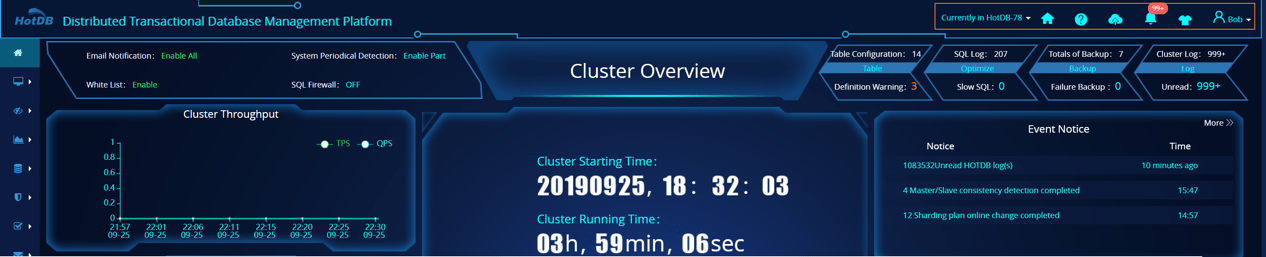 HotDB Distributed Transactional Database Management Platform
Currently in HotDB-78
99+
Bob
Email Notification: Enable All
System Periodical Detection: Enable Part
White List: Enable
SQL Firewall: OFF
Cluster Overview
Table Configuration: 14
Table
Definition Warning: 3
SQL Log: 207
Optimize
Slow SQL: 0
Totals of Backup: 7
Backup
Failure Backup : 0
Cluster Log: 999+
Log
Unread: 999+
Cluster Throughput
TPS QPS
1
0.8
0.6
0.4
0.2
0
21:57 22:01 22:06 22:11 22:15 22:20 22:25 22:30
09-25 09-25 09-25 09-25 09-25 09-25 09-25 09-25
Cluster Starting Time:
20190925, 18: 32: 03
Cluster Running Time:
03h, 59min, 06sec
More
Event Notice
Notice Time
1083532Unread HOTDB log(s) 10 minutes ago
4 Master/Slave consistency detection completed 15:47
12 Sharding plan online change completed 14:57